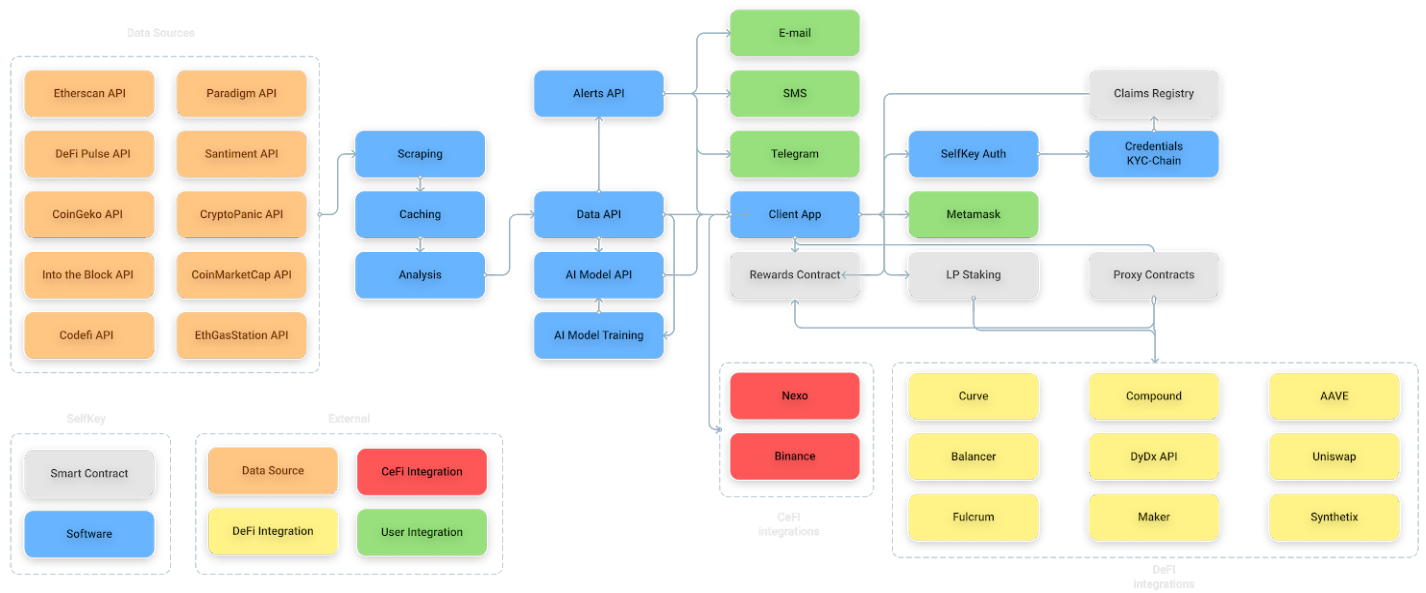 Data Sources
Etherscan API
Paradigm API
DeFi Pulse API
Santiment API
CoinGeko API
CryptoPanic API
Into the Block API
CoinMarketCap API
Codefi API
EthGasStation API
Scraping
Caching
Analysis
Alerts API
Data API
AI Model API
AI Model Training
E-mail
SMS
Telegram
Client App
Rewards Contract
SelfKey Auth
Metamask
LP Staking
Claims Registry
Credentials
KYC-Chain
Proxy Contracts
Nexo
Binance
CeFI
integrations
Curve
Compound
AAVE
Balancer
DyDx API
Uniswap
Fulcrum
Maker
Synthetix
DeFI
integrations
SelfKey
Smart Contract
Software
External
Data Source
CeFi Integration
DeFi Integration
User Integration